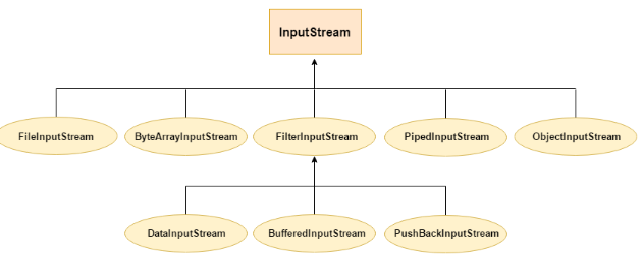 InputStream
FileInputStream
ByteArrayInputStream
FilterInputStream
PipedInputStream
ObjectInputStream
DataInputStream
BufferedInputStream
PushBackInputStream